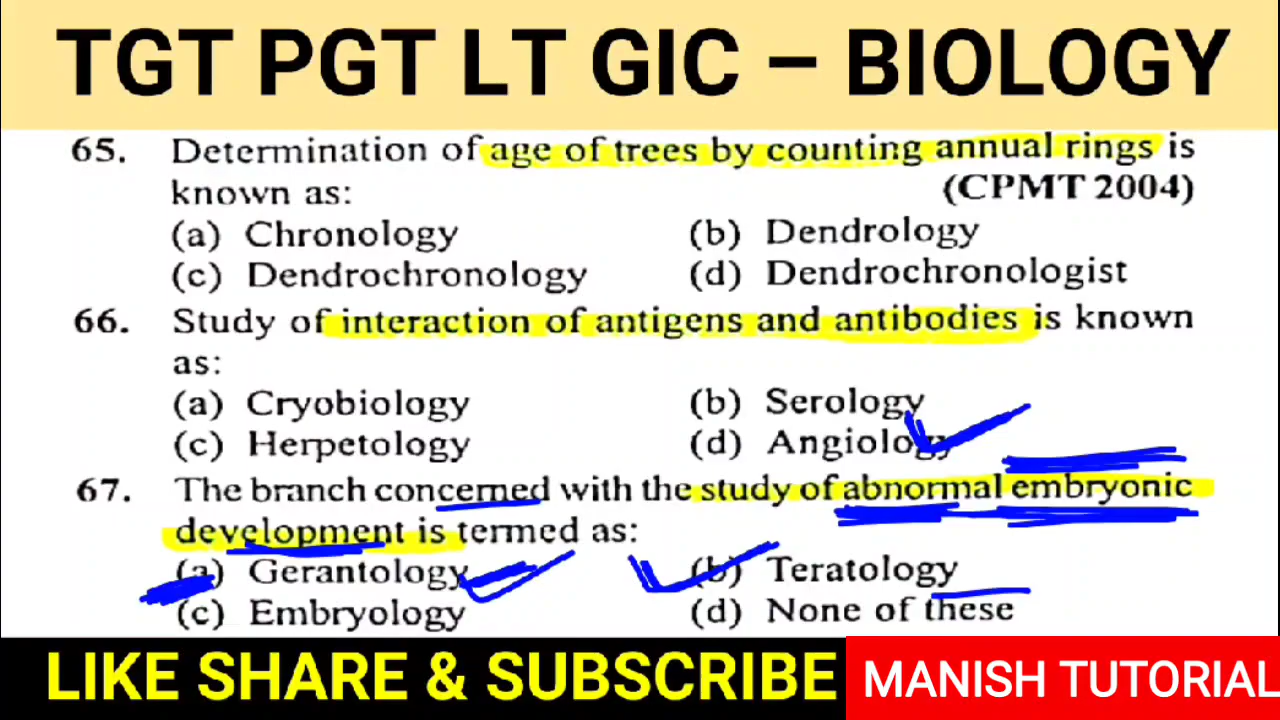 TGT PGT LT GIC – BIOLOGY
65. Determination of age of trees by counting annual rings is
known as: (CPMT 2004)
(a) Chronology (b) Dendrology
(c) Dendrochronology (d) Dendrochronologist
66. Study of interaction of antigens and antibodies is known
as:
(a) Cryobiology (b) Serology
(c) Herpetology (d) Angiology
67. The branch concerned with the study of abnormal embryonic
development is termed as:
(a) Gerantology (b) Teratology
(c) Embryology (d) None of these
LIKE SHARE & SUBSCRIBE MANISH TUTORIAL